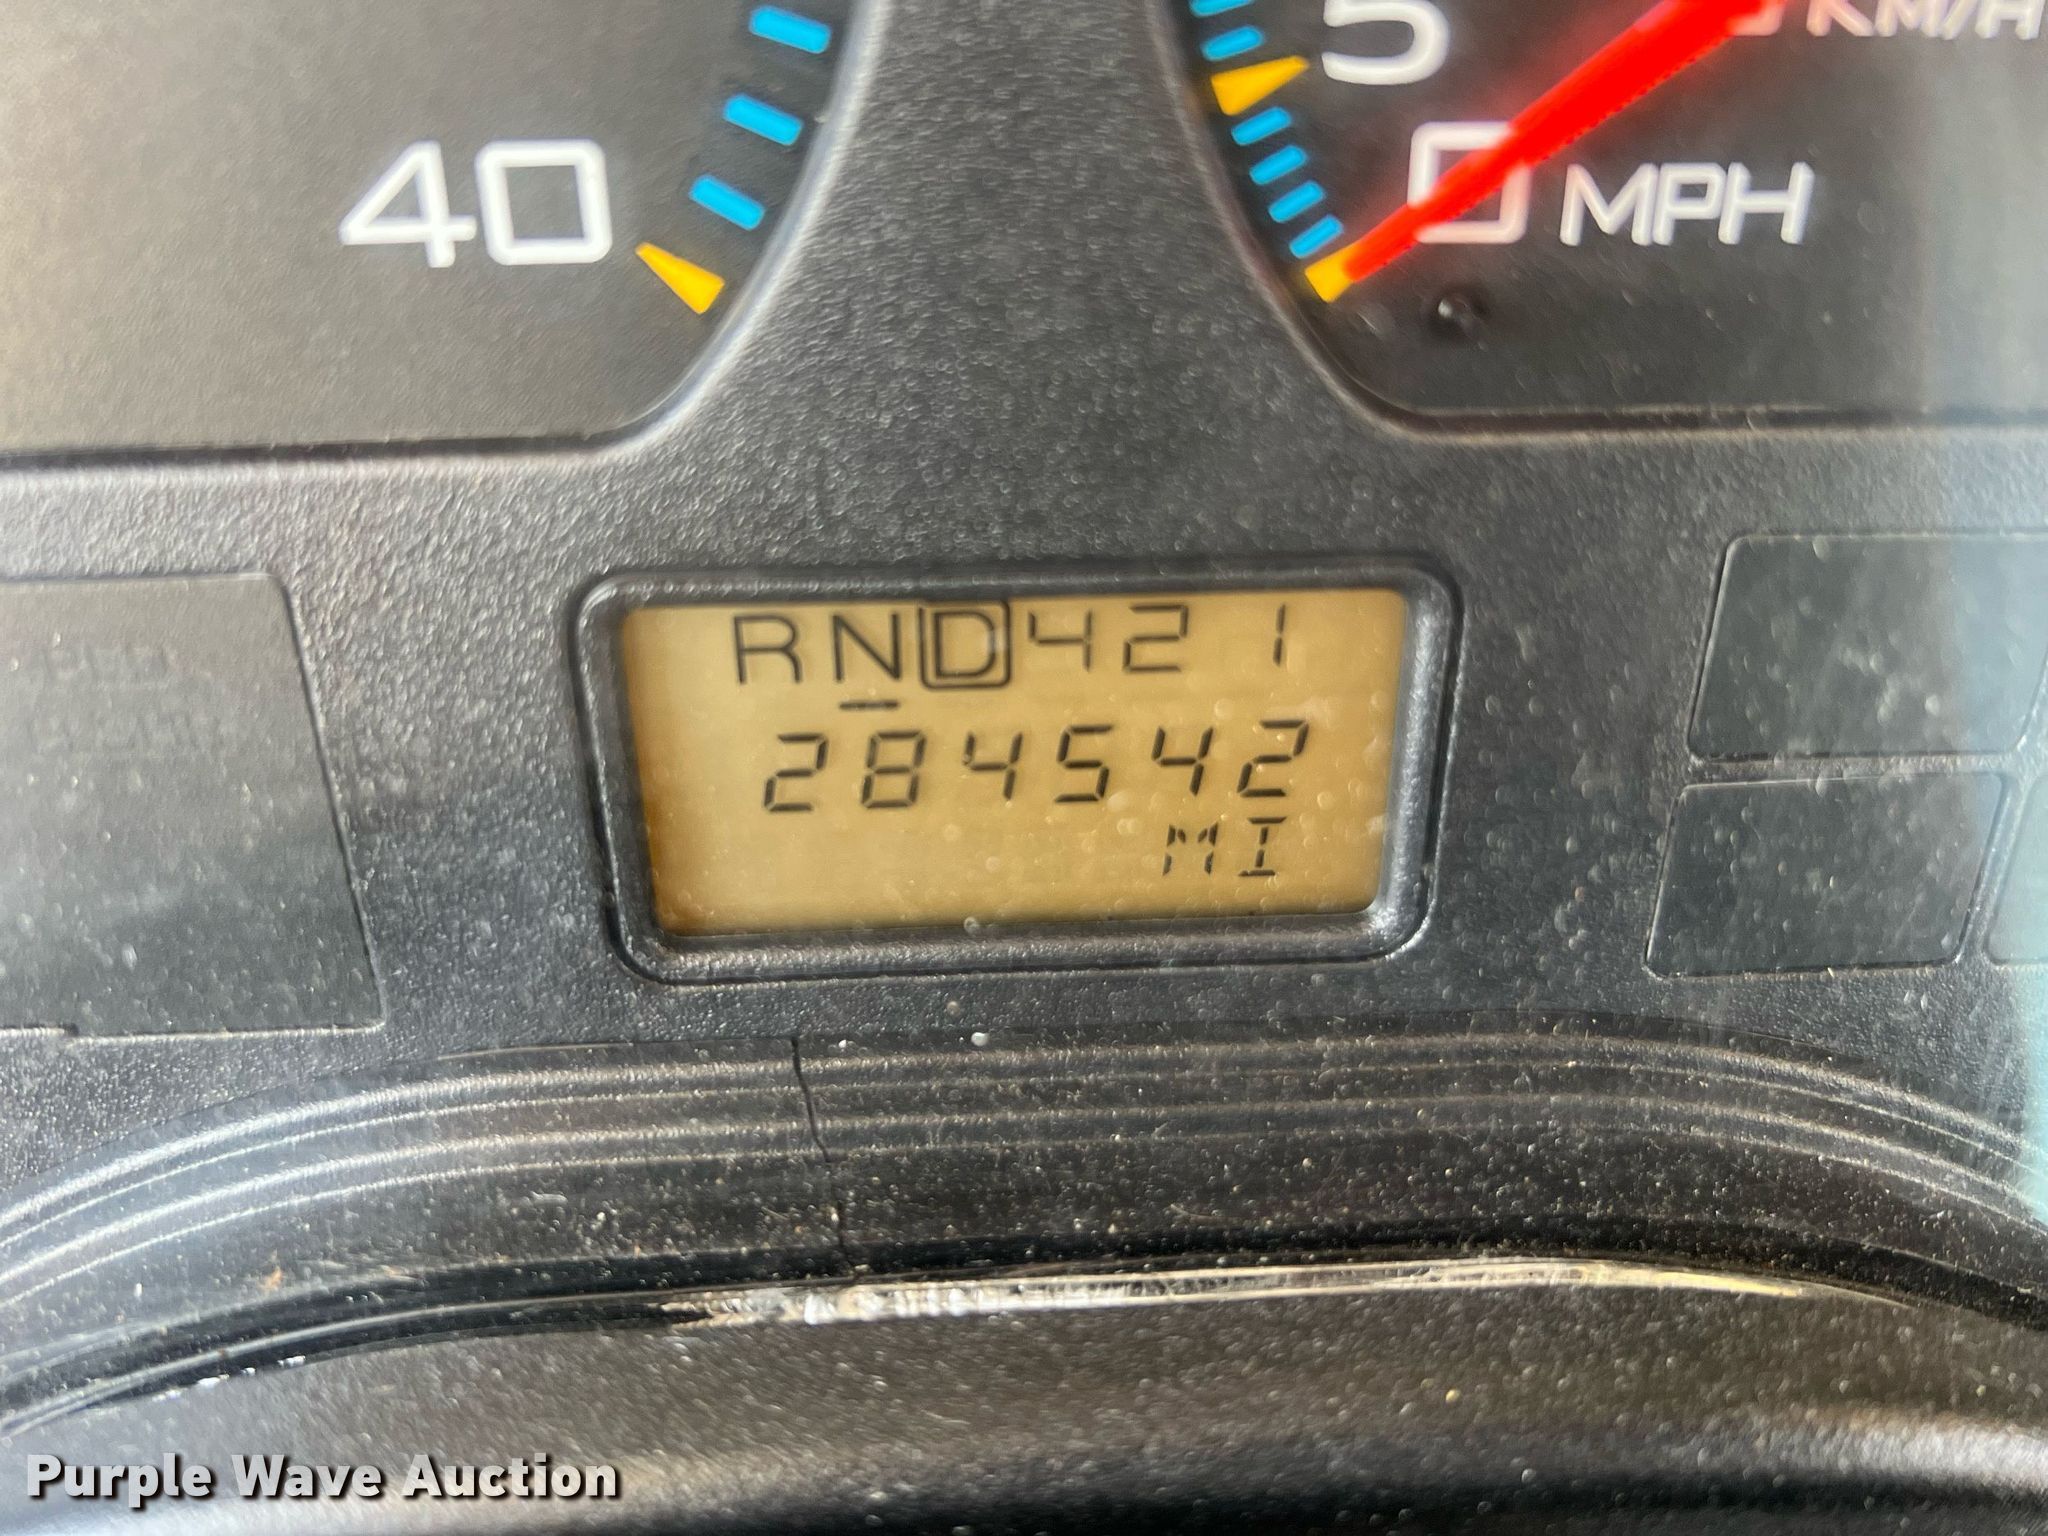 5 KM/H
40
0 MPH
RND421
284542
MI
Purple Wave Auction